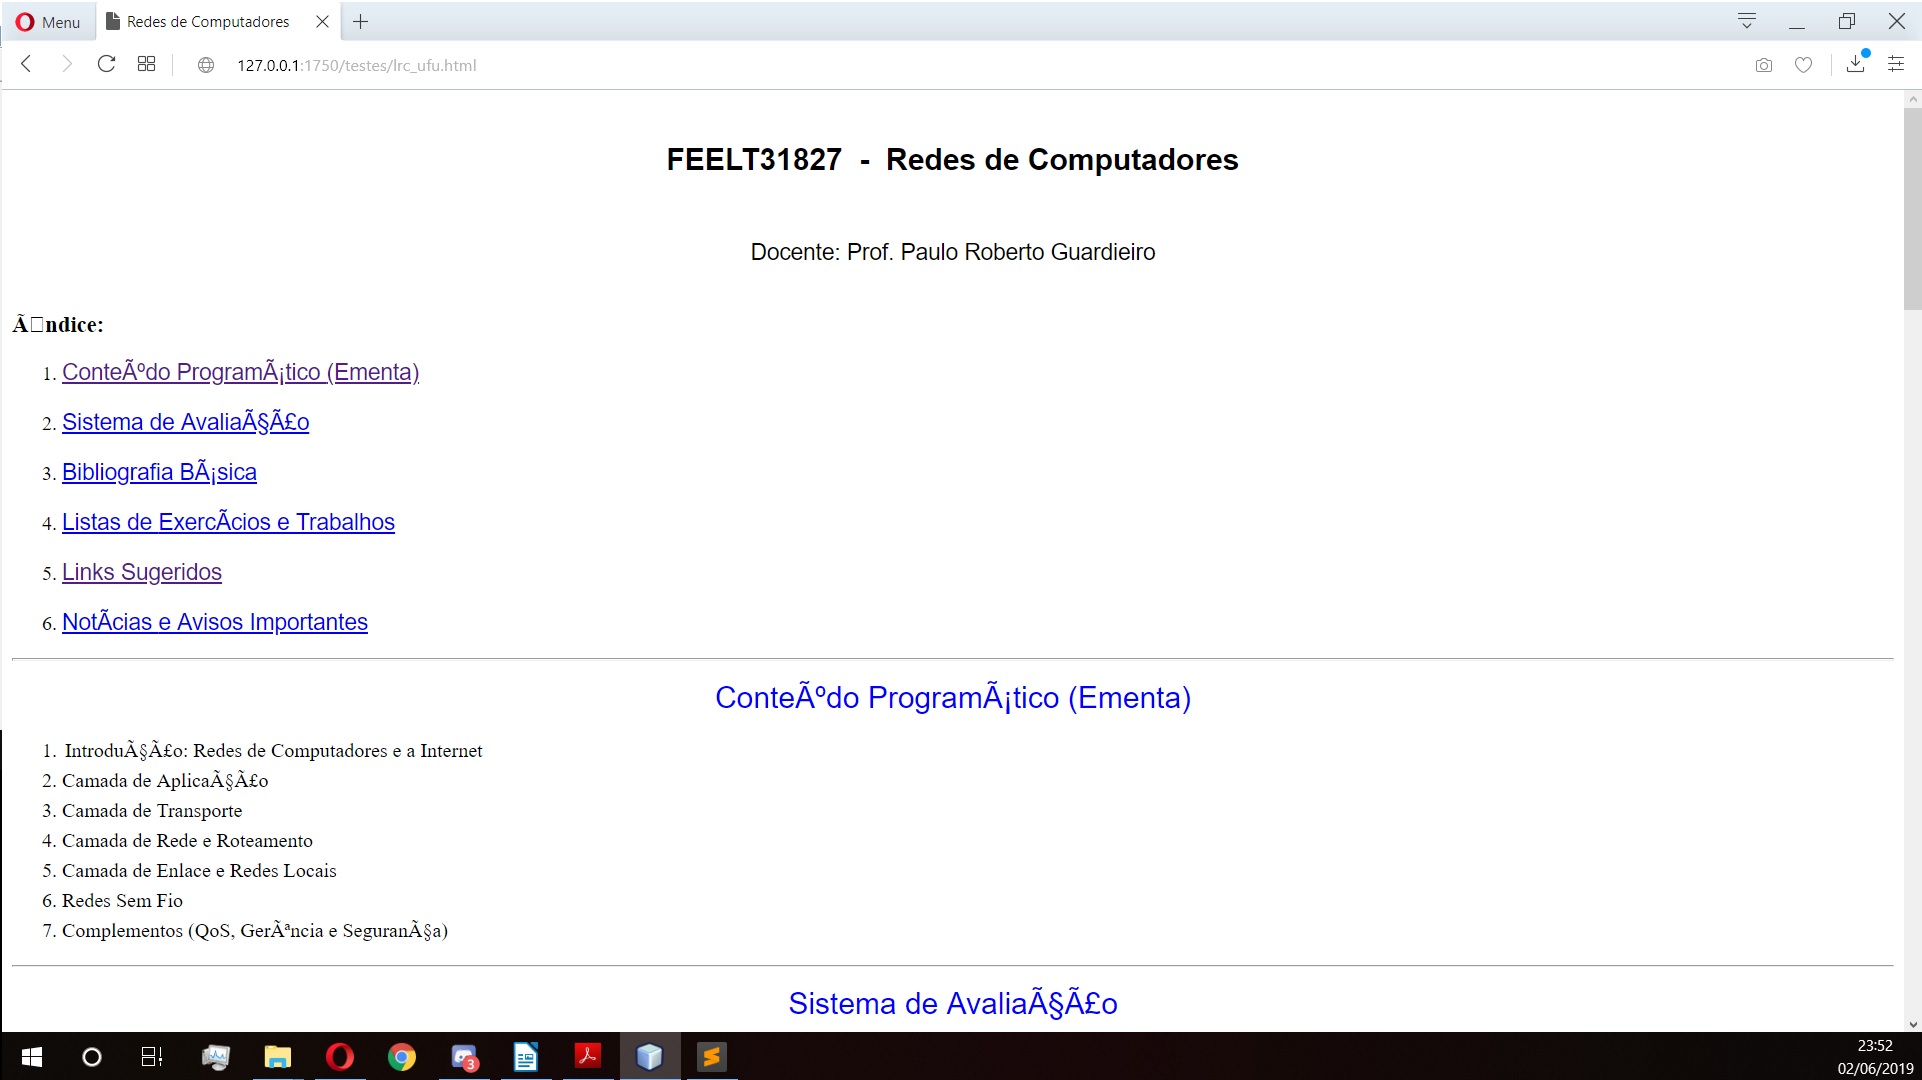 Menu
Redes de Computadores
127.0.0.1:1750/testes/lrc_ufu.html
FEELT31827 - Redes de Computadores
Docente: Prof. Paulo Roberto Guardieiro
Ã□ndice:
1. ConteÃºdo ProgramÃ¡tico (Ementa)
2. Sistema de AvaliaÃ§Ã£o
3. Bibliografia BÃ¡sica
4. Listas de ExercÃcios e Trabalhos
5. Links Sugeridos
6. NotÃcias e Avisos Importantes
ConteÃºdo ProgramÃ¡tico (Ementa)
1. IntroduÃ§Ã£o: Redes de Computadores e a Internet
2. Camada de AplicaÃ§Ã£o
3. Camada de Transporte
4. Camada de Rede e Roteamento
5. Camada de Enlace e Redes Locais
6. Redes Sem Fio
7. Complementos (QoS, GerÃªncia e SeguranÃ§a)
Sistema de AvaliaÃ§Ã£o
3
23:52
02/06/2019